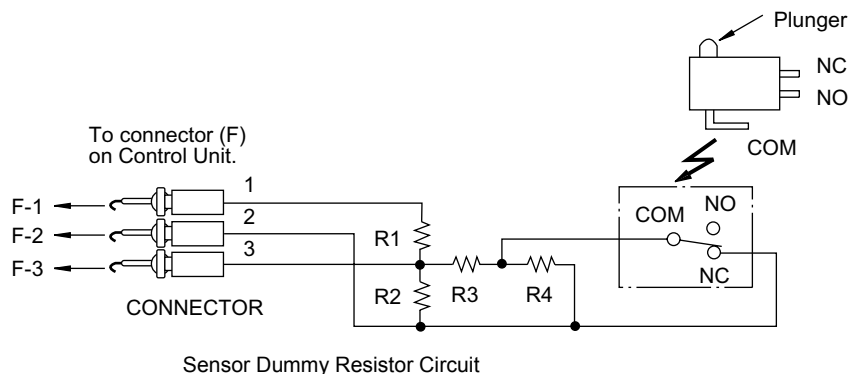 Plunger
NC
NO
COM
To connector (F)
on Control Unit.
F-1
F-2
F-3
1
2
3
CONNECTOR
R1
R2
R3
R4
COM
NO
NC
Sensor Dummy Resistor Circuit